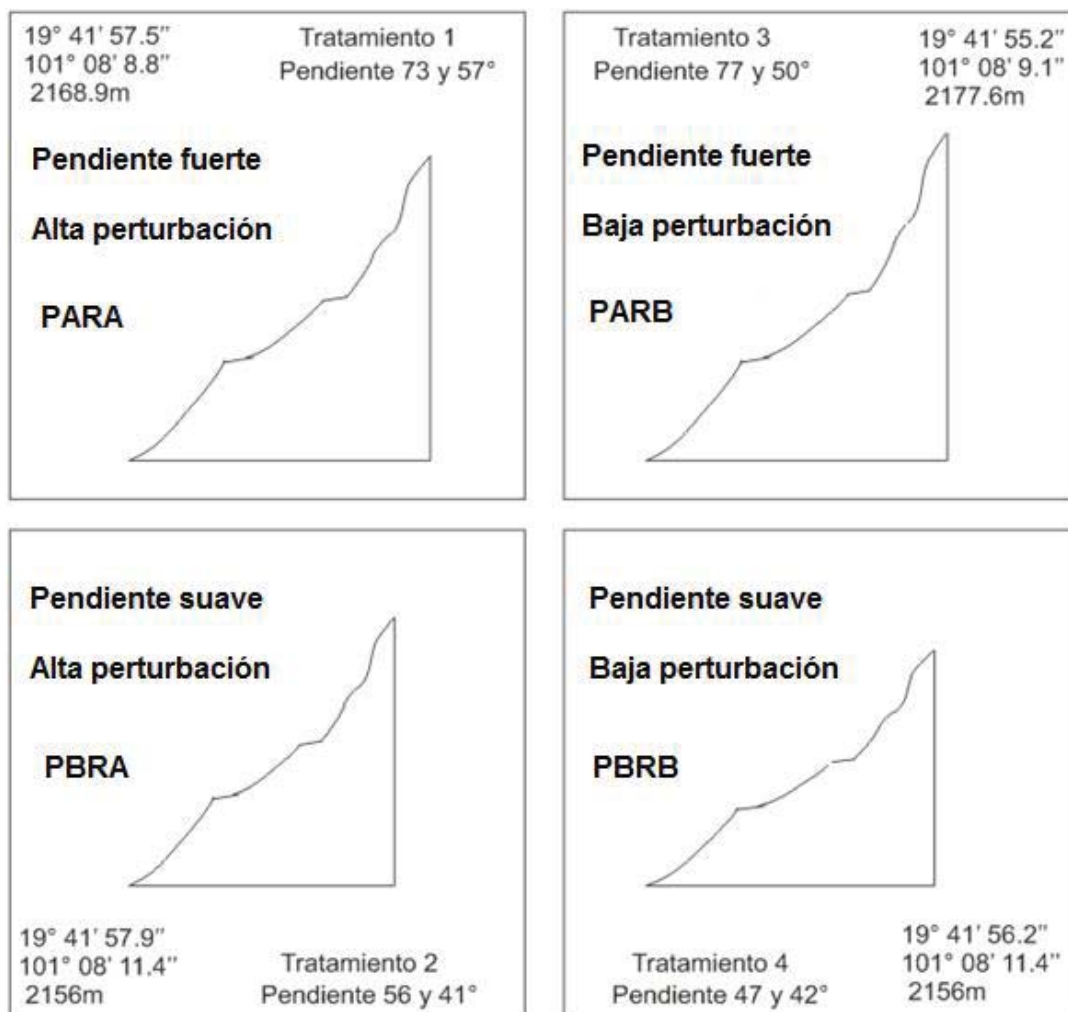 19° 41' 57.5"
101° 08' 8.8"
2168.9m
Tratamiento 1
Pendiente 73 y 57°
Pendiente fuerte
Alta perturbación
PARA
Tratamiento 3
Pendiente 77 y 50°
19° 41' 55.2"
101° 08' 9.1"
2177.6m
Pendiente fuerte
Baja perturbación
PARB
Pendiente suave
Alta perturbación
PBRA
19° 41' 57.9"
101° 08' 11.4"
2156m
Tratamiento 2
Pendiente 56 y 41°
Pendiente suave
Baja perturbación
PBRB
Tratamiento 4
Pendiente 47 y 42°
19° 41' 56.2"
101° 08' 11.4"
2156m